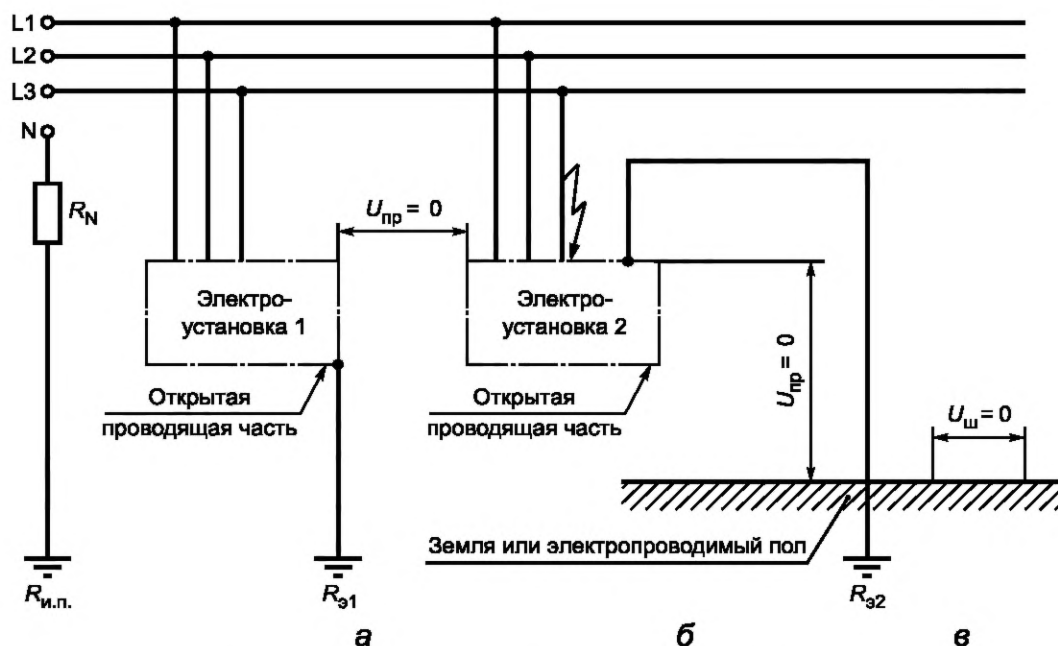 L1
L2
L3
N
R_N
U_пр = 0
Электро-
установка 1
Электро-
установка 2
U_пр = 0
Открытая
проводящая часть
Открытая
проводящая часть
U_ш = 0
Земля или электропроводимый пол
R_и.п.
R_э1
R_э2
а
б
в